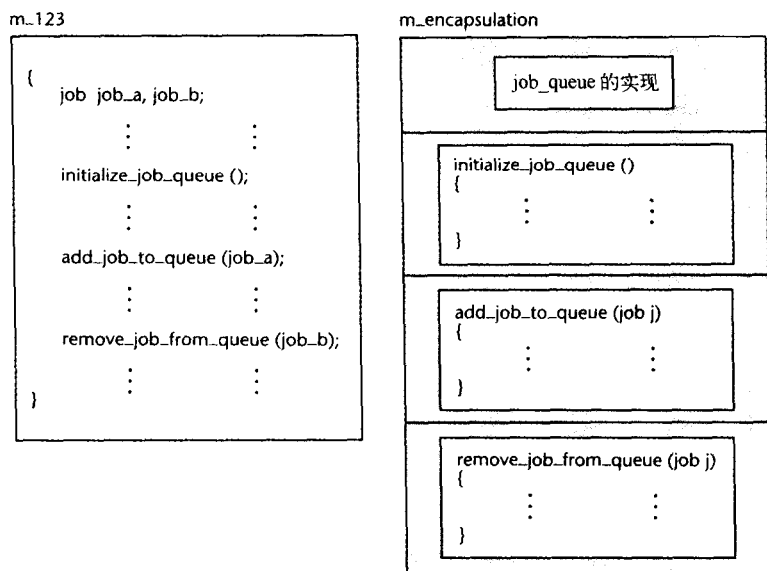 m_123
{
job job_a, job_b;
initialize_job_queue ();
add_job_to_queue (job_a);
remove_job_from_queue (job_b);
}
m_encapsulation
job_queue 的实现
initialize_job_queue ()
{
}
add_job_to_queue (job j)
{
}
remove_job_from_queue (job j)
{
}